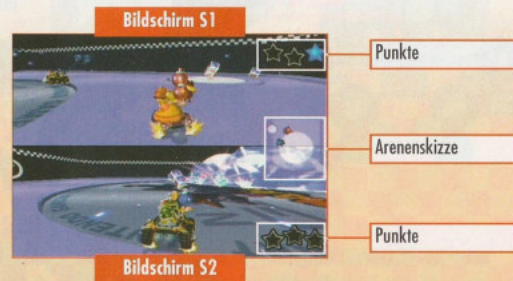 Bildschirm S1
Punkte
Arenenskizze
Punkte
Bildschirm S2